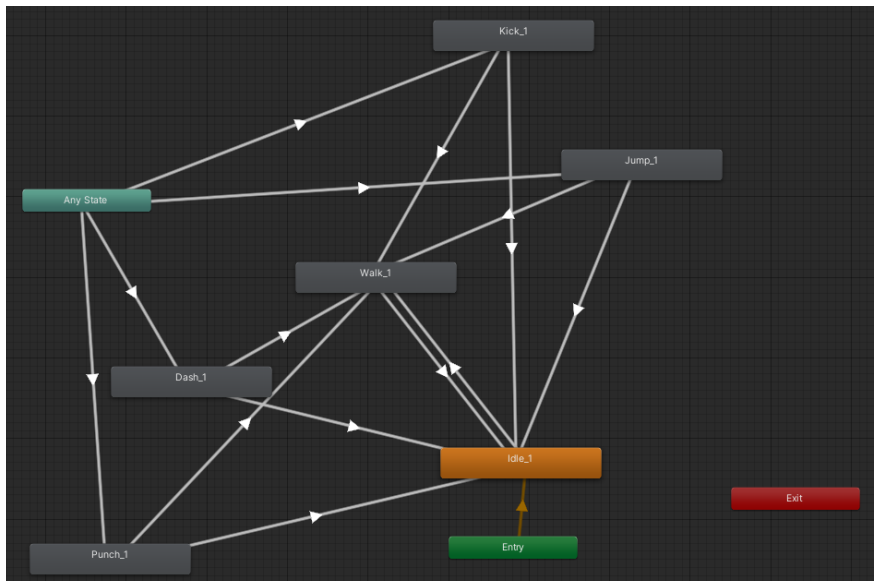 Kick_1
Jump_1
Any State
Walk_1
Dash_1
Idle_1
Exit
Entry
Punch_1